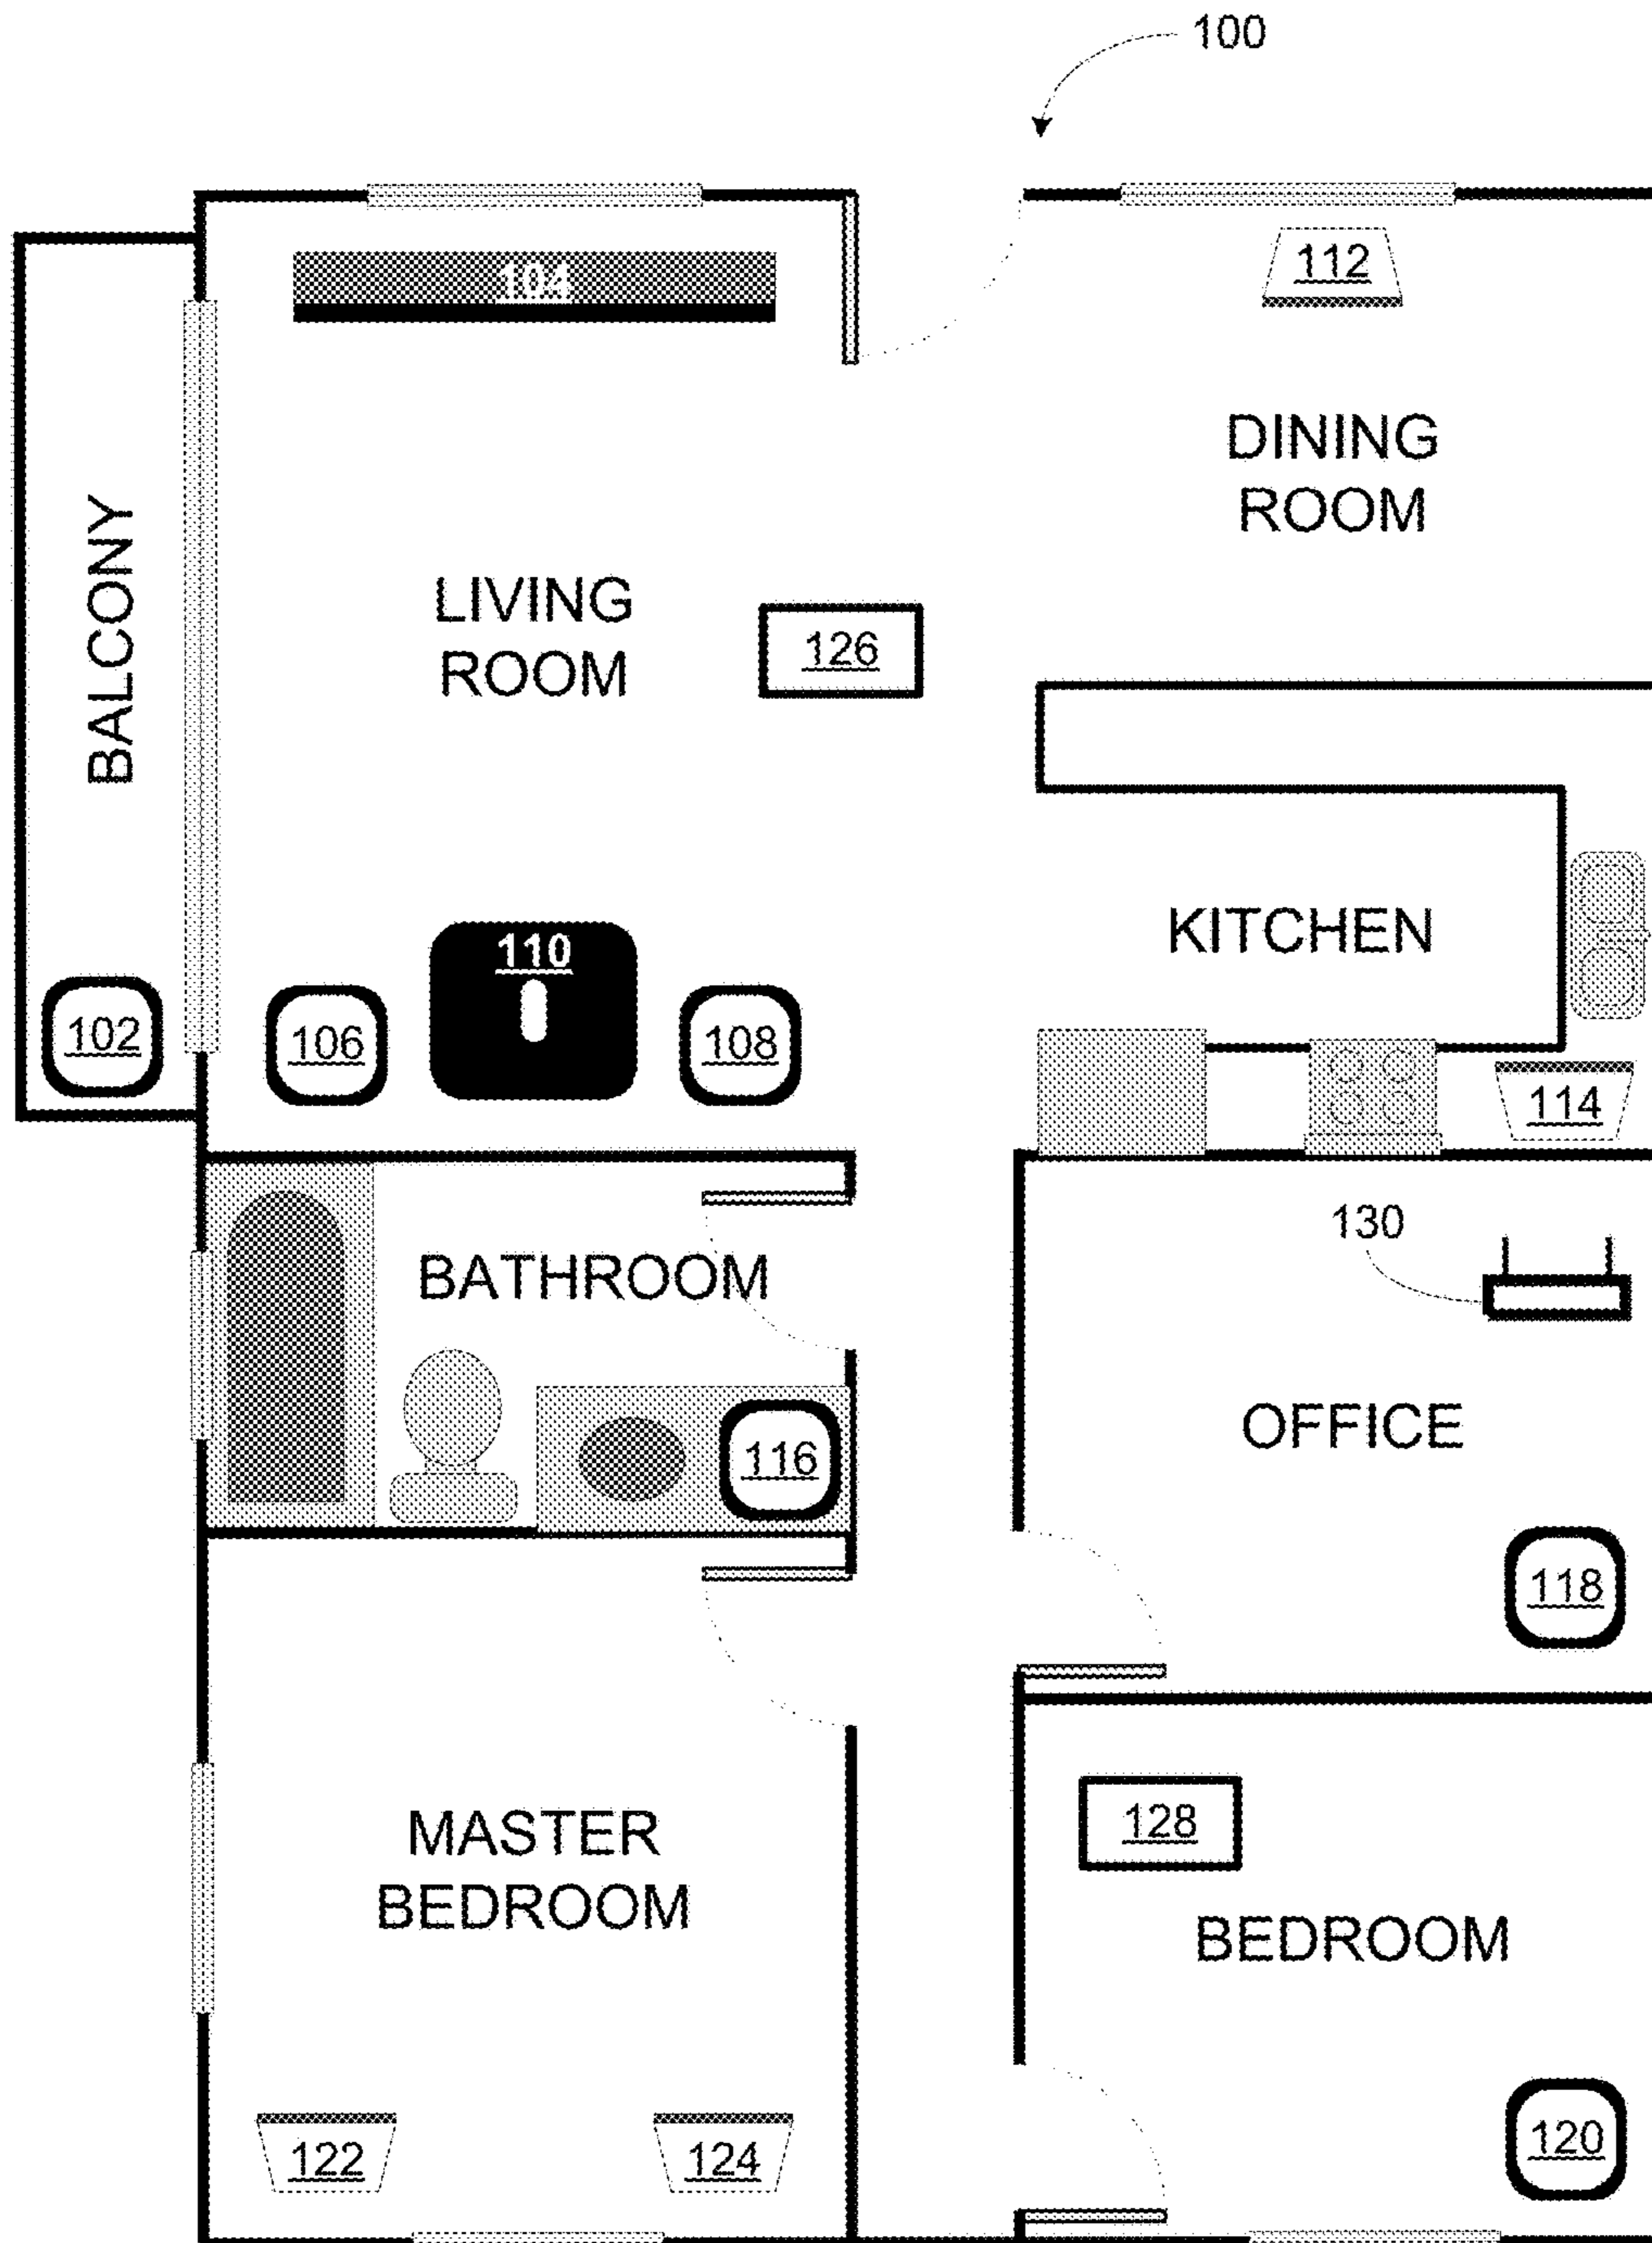 100
104
112
DINING
ROOM
BALCONY
LIVING
ROOM
126
110
KITCHEN
102
106
108
114
130
BATHROOM
OFFICE
116
118
MASTER
BEDROOM
128
BEDROOM
122
124
120